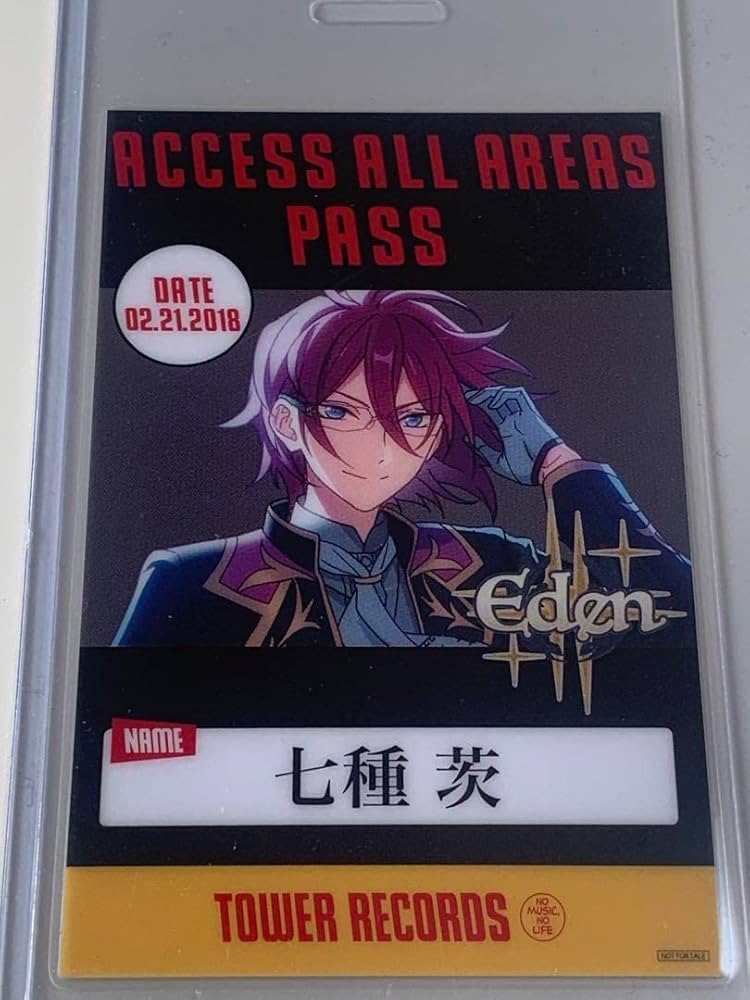 ACCESS ALL AREAS
PASS
DATE
02.21.2018
Eden
NAME
七種 茨
TOWER RECORDS
NO
MUSIC,
NO
LIFE
NOT FOR SALE